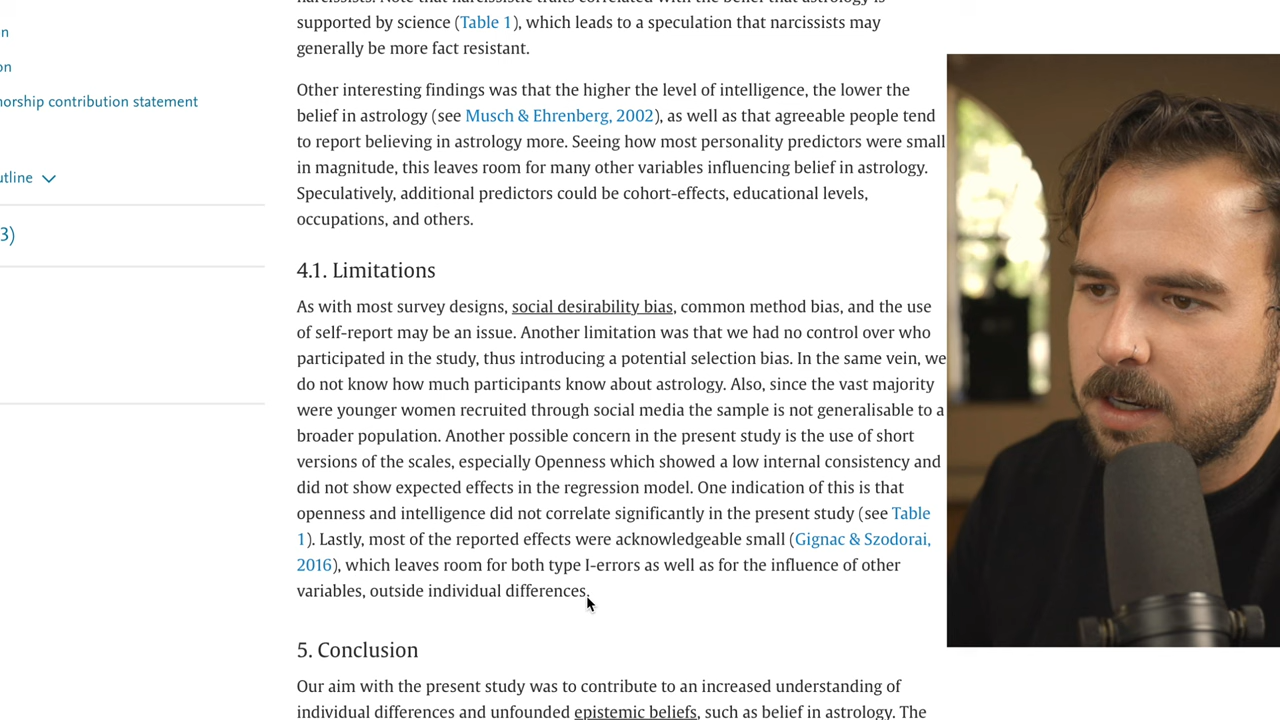 narcissists. Note that narcissistic traits correlated with the belief that astrology is
supported by science (Table 1), which leads to a speculation that narcissists may
generally be more fact resistant.
Other interesting findings was that the higher the level of intelligence, the lower the
belief in astrology (see Musch & Ehrenberg, 2002), as well as that agreeable people tend
to report believing in astrology more. Seeing how most personality predictors were small
in magnitude, this leaves room for many other variables influencing belief in astrology.
Speculatively, additional predictors could be cohort-effects, educational levels,
occupations, and others.
4.1. Limitations
As with most survey designs, social desirability bias, common method bias, and the use
of self-report may be an issue. Another limitation was that we had no control over who
participated in the study, thus introducing a potential selection bias. In the same vein, we
do not know how much participants know about astrology. Also, since the vast majority
were younger women recruited through social media the sample is not generalisable to a
broader population. Another possible concern in the present study is the use of short
versions of the scales, especially Openness which showed a low internal consistency and
did not show expected effects in the regression model. One indication of this is that
openness and intelligence did not correlate significantly in the present study (see Table
1). Lastly, most of the reported effects were acknowledgeable small (Gignac & Szodorai,
2016), which leaves room for both type I-errors as well as for the influence of other
variables, outside individual differences.
5. Conclusion
Our aim with the present study was to contribute to an increased understanding of
individual differences and unfounded epistemic beliefs, such as belief in astrology. The
n
on
norship contribution statement
utline
3)